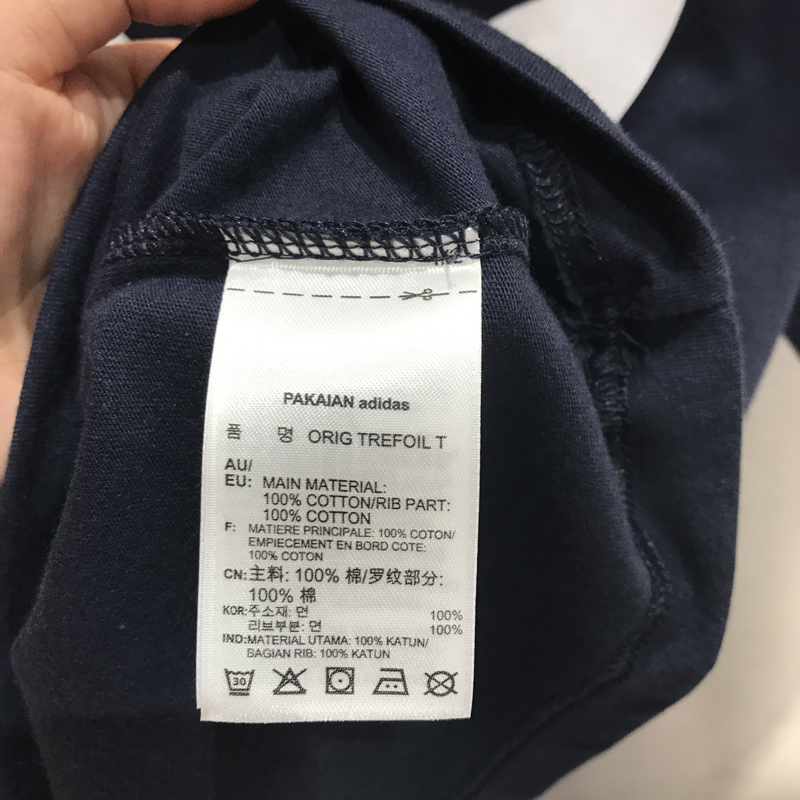 PAKAIAN adidas
품 명 ORIG TREFOIL T
AU/
EU: MAIN MATERIAL:
100% COTTON/RIB PART:
100% COTTON
F: MATIERE PRINCIPALE: 100% COTON/
EMPIECEMENT EN BORD COTE:
100% COTON
CN:主料: 100% 棉/罗纹部分:
100% 棉
KOR:주소재: 면 100%
리브부분: 면 100%
IND:MATERIAL UTAMA: 100% KATUN/
BAGIAN RIB: 100% KATUN
30